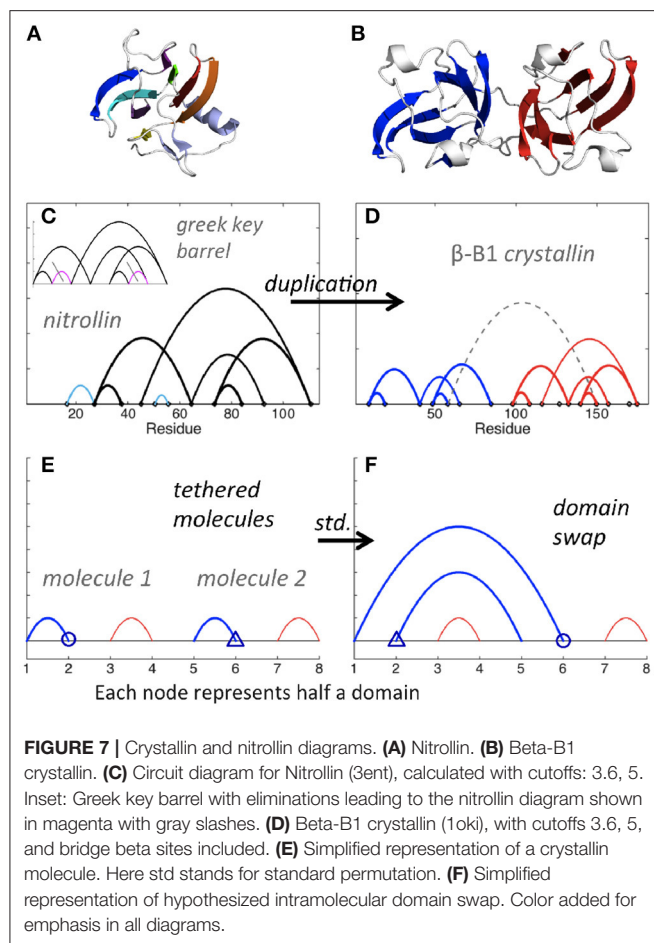 A
B
C
greek key
barrel
nitrollin
20 40 60 80 100
Residue
duplication
D
β-B1 crystallin
50 100 150
Residue
E
tethered
molecules
molecule 1 molecule 2
1 2 3 4 5 6 7 8
std.
F
domain
swap
1 2 3 4 5 6 7 8
Each node represents half a domain
FIGURE 7 | Crystallin and nitrollin diagrams. (A) Nitrollin. (B) Beta-B1
crystallin. (C) Circuit diagram for Nitrollin (3ent), calculated with cutoffs: 3.6, 5.
Inset: Greek key barrel with eliminations leading to the nitrollin diagram shown
in magenta with gray slashes. (D) Beta-B1 crystallin (1oki), with cutoffs 3.6, 5,
and bridge beta sites included. (E) Simplified representation of a crystallin
molecule. Here std stands for standard permutation. (F) Simplified
representation of hypothesized intramolecular domain swap. Color added for
emphasis in all diagrams.